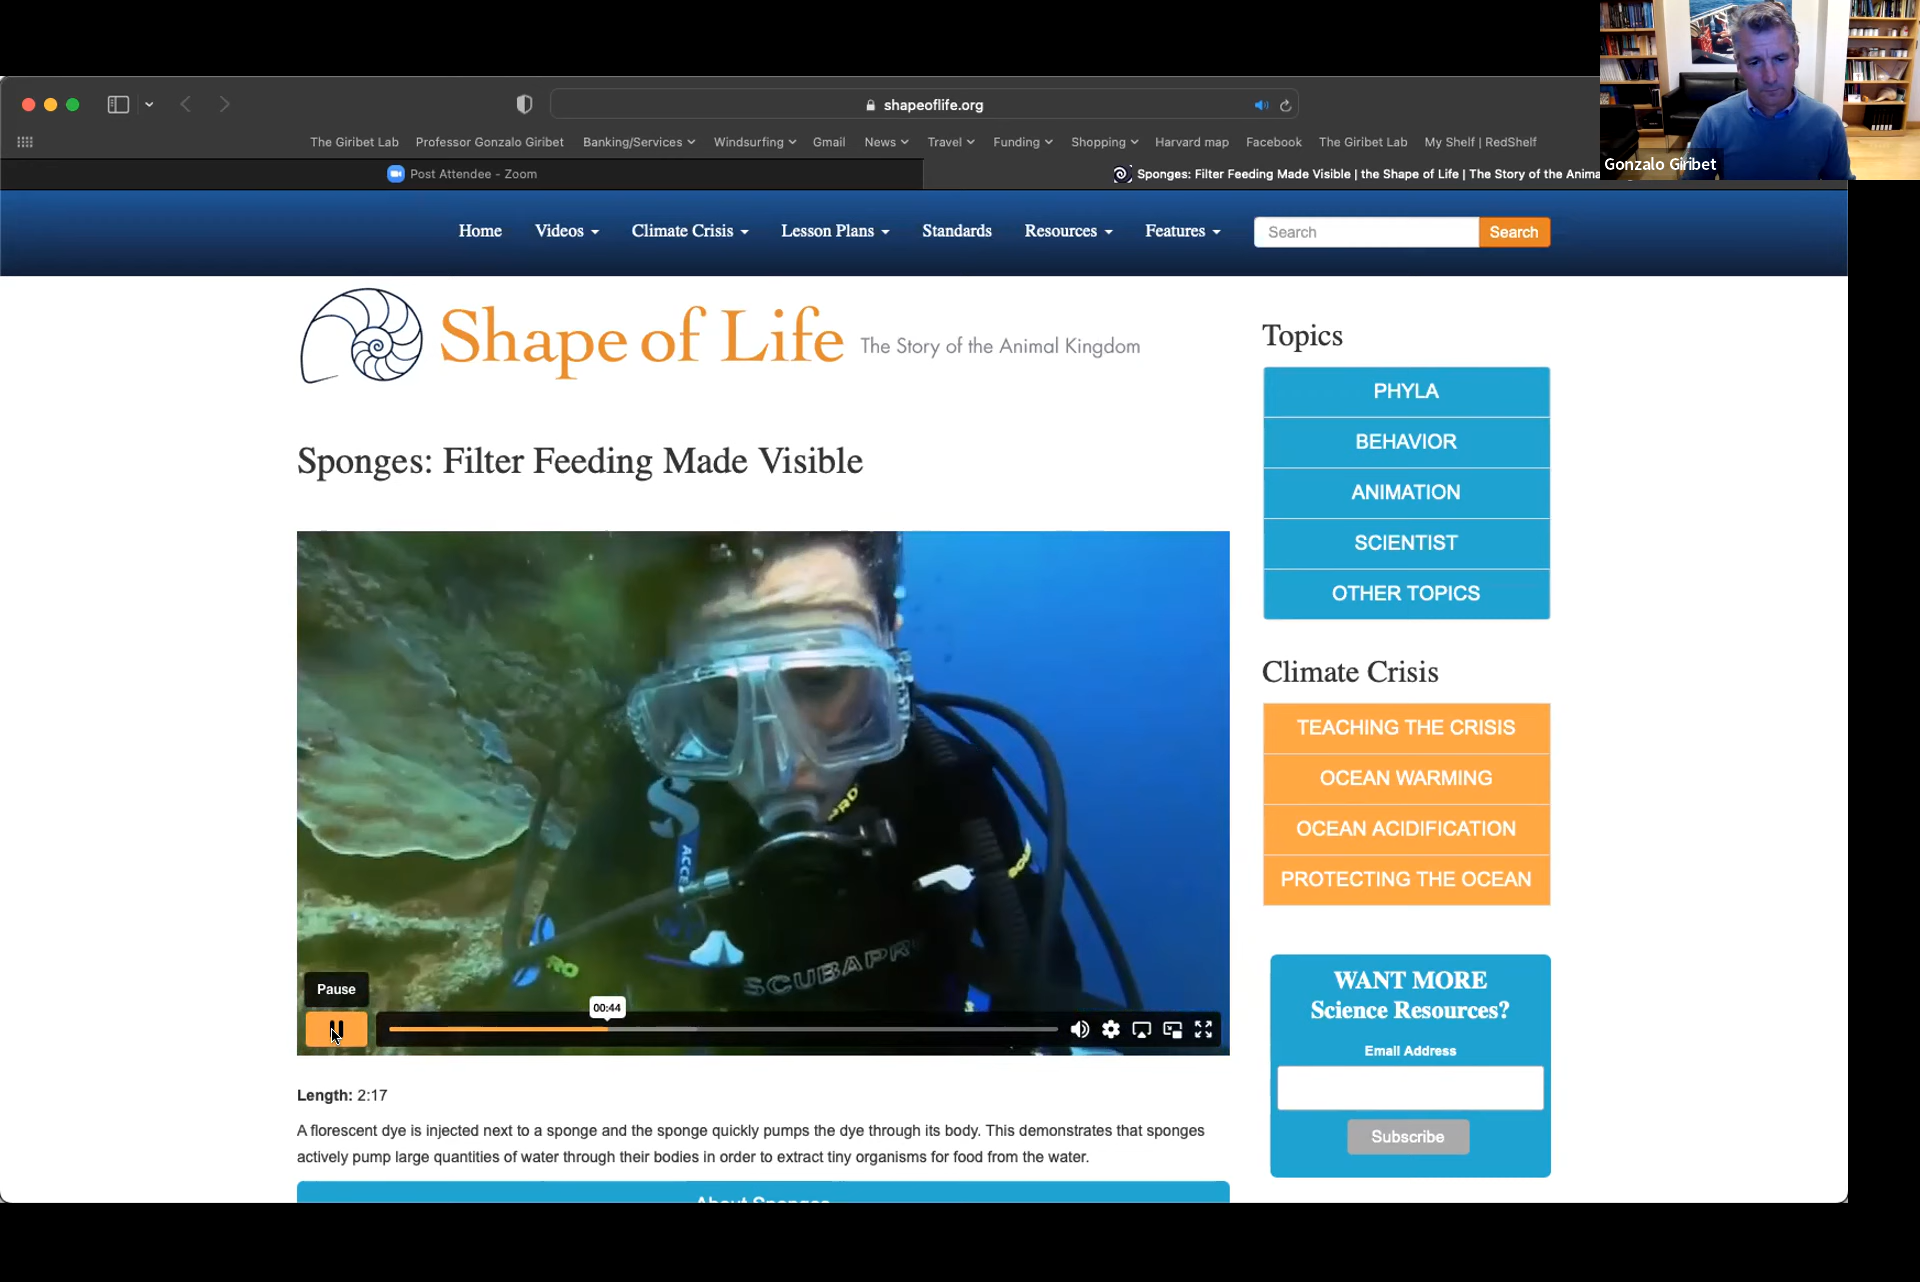 shapeoflife.org
The Giribet Lab Professor Gonzalo Giribet Banking/Services Windsurfing Gmail News Travel Funding Shopping Harvard map Facebook The Giribet Lab My Shelf | RedShelf
Gonzalo Giribet
Post Attendee - Zoom
Sponges: Filter Feeding Made Visible | the Shape of Life | The Story of the Anima
Home Videos Climate Crisis Lesson Plans Standards Resources Features Search Search
Shape of Life The Story of the Animal Kingdom
Sponges: Filter Feeding Made Visible
ACCE
PRO
SCUBAPR
RO
Pause
00:44
Length: 2:17
A florescent dye is injected next to a sponge and the sponge quickly pumps the dye through its body. This demonstrates that sponges
actively pump large quantities of water through their bodies in order to extract tiny organisms for food from the water.
About Sponges
Topics
PHYLA
BEHAVIOR
ANIMATION
SCIENTIST
OTHER TOPICS
Climate Crisis
TEACHING THE CRISIS
OCEAN WARMING
OCEAN ACIDIFICATION
PROTECTING THE OCEAN
WANT MORE
Science Resources?
Email Address
Subscribe